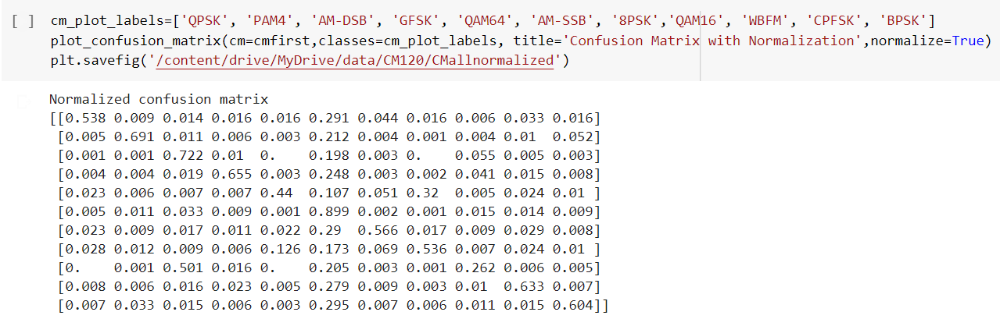 [ ] cm_plot_labels=['QPSK', 'PAM4', 'AM-DSB', 'GFSK', 'QAM64', 'AM-SSB', '8PSK','QAM16', 'WBFM', 'CPFSK', 'BPSK']
plot_confusion_matrix(cm=cmfirst,classes=cm_plot_labels, title='Confusion Matrix with Normalization',normalize=True)
plt.savefig('/content/drive/MyDrive/data/CM120/CMallnormalized')
Normalized confusion matrix
[[0.538 0.009 0.014 0.016 0.016 0.291 0.044 0.016 0.006 0.033 0.016]
[0.005 0.691 0.011 0.006 0.003 0.212 0.004 0.001 0.004 0.01  0.052]
[0.001 0.001 0.722 0.01  0.    0.198 0.003 0.    0.055 0.005 0.003]
[0.004 0.004 0.019 0.655 0.003 0.248 0.003 0.002 0.041 0.015 0.008]
[0.023 0.006 0.007 0.007 0.44  0.107 0.051 0.32  0.005 0.024 0.01 ]
[0.005 0.011 0.033 0.009 0.001 0.899 0.002 0.001 0.015 0.014 0.009]
[0.023 0.009 0.017 0.011 0.022 0.29  0.566 0.017 0.009 0.029 0.008]
[0.028 0.012 0.009 0.006 0.126 0.173 0.069 0.536 0.007 0.024 0.01 ]
[0.    0.001 0.501 0.016 0.    0.205 0.003 0.001 0.262 0.006 0.005]
[0.008 0.006 0.016 0.023 0.005 0.279 0.009 0.003 0.01  0.633 0.007]
[0.007 0.033 0.015 0.006 0.003 0.295 0.007 0.006 0.011 0.015 0.604]]